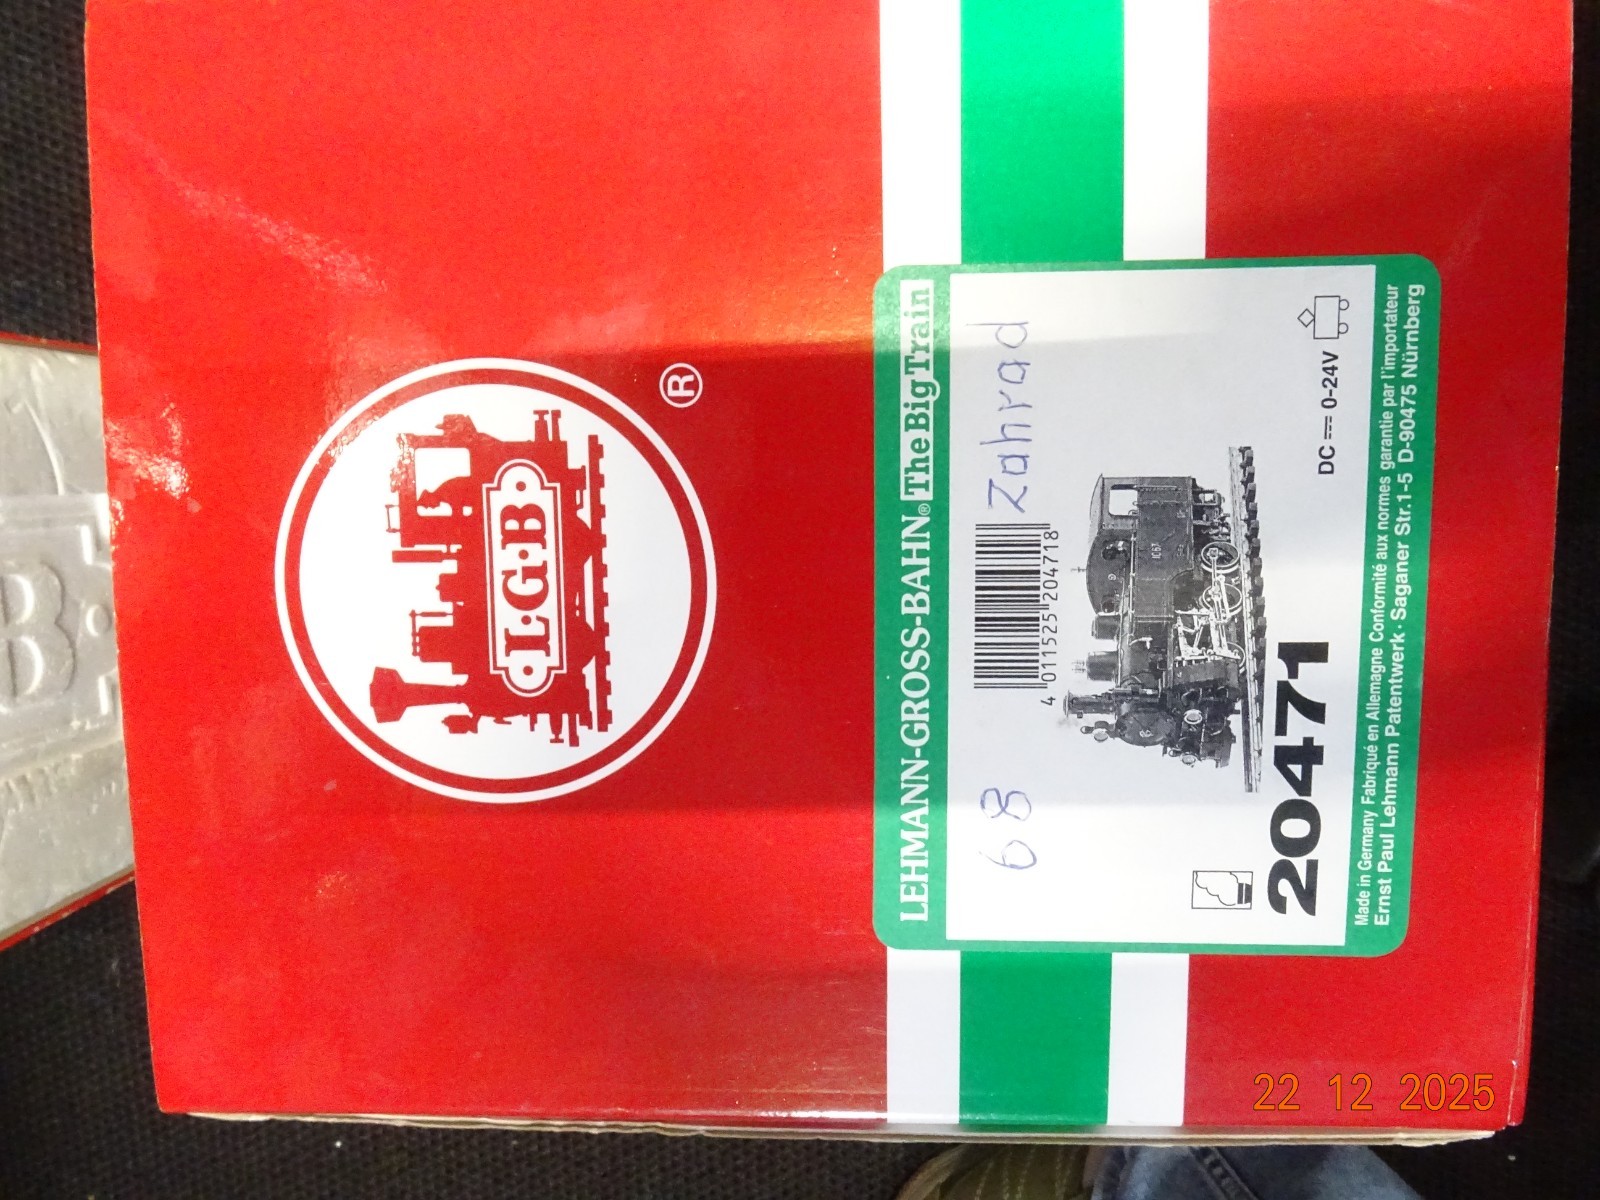 L·G·B
®
LEHMANN-GROSS-BAHN® The Big Train
68
Zahrad
4 011525 204718
1067
20471
DC 0-24V
Made in Germany Fabriqué en Allemagne Conformité aux normes garantie par l'importateur
Ernst Paul Lehmann Patentwerk · Saganer Str.1-5 D-90475 Nürnberg
B
22 12 2025